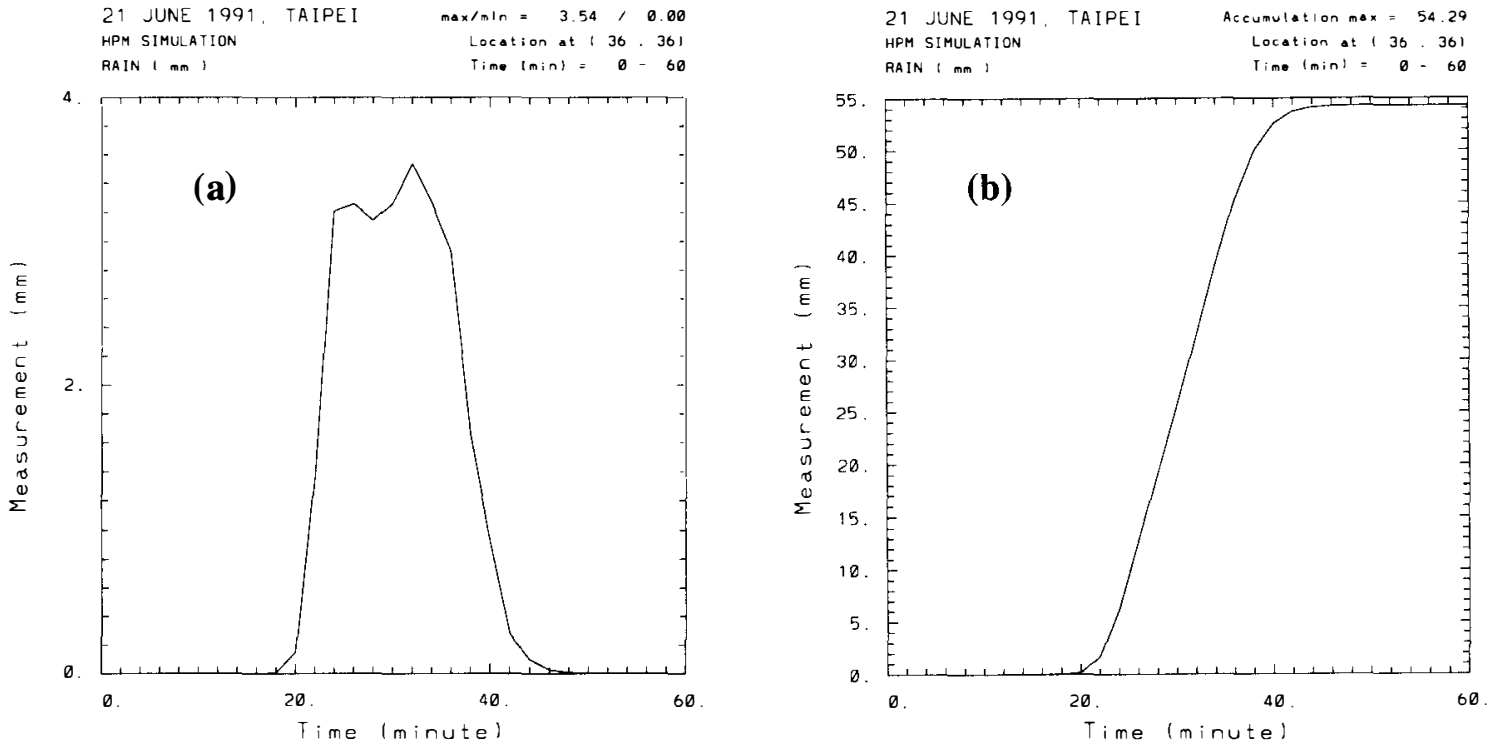 21 JUNE 1991, TAIPEI
max/min = 3.54 / 0.00
HPM SIMULATION
Location at ( 36 . 36)
RAIN ( mm )
Time (min) = 0 - 60
(a)
4.
2.
0.
Measurement (mm)
0.
20.
40.
60.
Time (minute)
21 JUNE 1991, TAIPEI
Accumulation max = 54.29
HPM SIMULATION
Location at ( 36 . 36)
RAIN ( mm )
Time (min) = 0 - 60
(b)
55.
50.
45.
40.
35.
30.
25.
20.
15.
10.
5.
0.
Measurement (mm)
0.
20.
40.
60.
Time (minute)